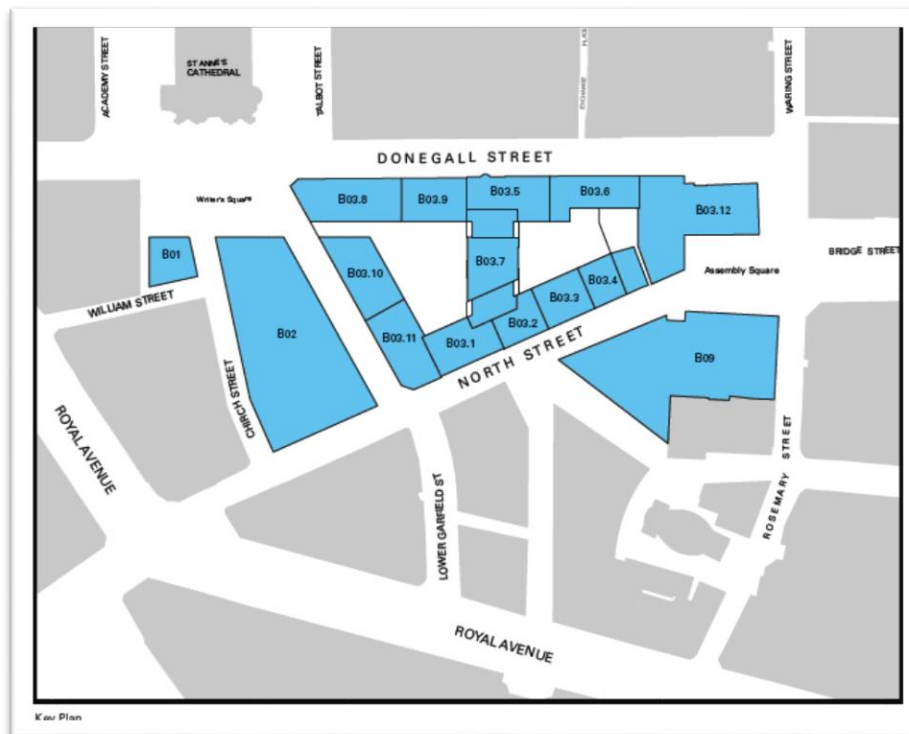 ST ANNE'S
CATHEDRAL
ACADEMY STREET
TALBOT STREET
EXCHANGE PLACE
WARING STREET
DONEGALL STREET
Writer's Square
B03.8
B03.9
B03.5
B03.6
B03.12
B01
B03.10
B03.7
BRIDGE STREET
Assembly Square
WILLIAM STREET
B02
B03.11
B03.1
B03.2
B03.3
B03.4
NORTH STREET
B09
CHIRCH STREET
ROYAL AVENUE
LOWER GARFIELD ST
ROSEMARY STREET
ROYAL AVENUE
Key Plan